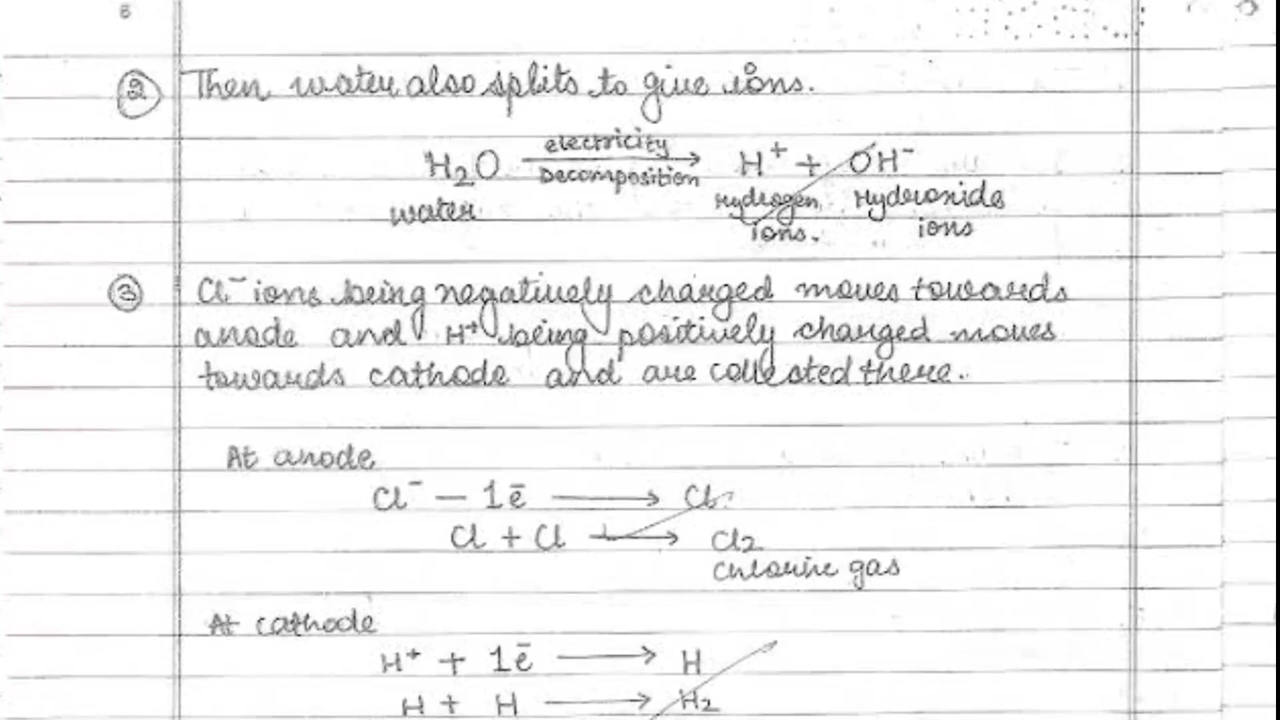 ② Then water also splits to give ions.
electricity
H₂O ⟶ H⁺ + OH⁻
Decomposition
water Hydrogen Hydroxide
ions. ions
③ Cl⁻ ions being negatively charged moves towards
anode and H⁺ being positively charged moves
towards cathode and are collected there.
At anode
Cl⁻ – 1ē ⟶ Cl
Cl + Cl ⟶ Cl₂
Chlorine gas
At cathode
H⁺ + 1ē ⟶ H
H + H ⟶ H₂